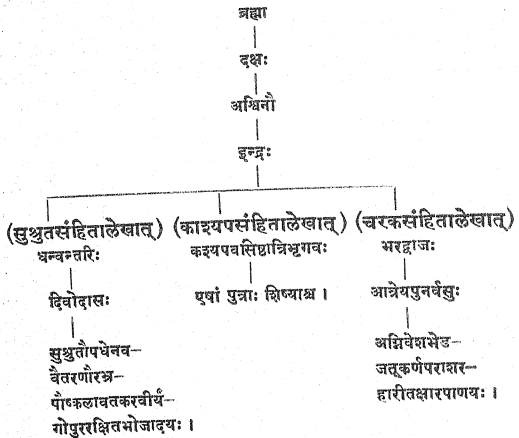 ब्रह्मा
दक्षः
अश्विनौ
इन्द्रः
(सुश्रुतसंहितालेखात्) (काश्यपसंहितालेखात्) (चरकसंहितालेखात्)
धन्वन्तरिः कश्यपवसिष्ठात्रिभृगवः भरद्वाजः
दिवोदासः एषां पुत्राः शिष्याश्च । आत्रेयपुनर्वसुः
सुश्रुतौपधेनव– अग्निवेशभेड–
वैतरणौरभ्र– जतूकर्णपराशर–
पौष्कलावतकरवीर्य– हारीतक्षारपाणयः ।
गोपुररक्षितभोजादयः ।